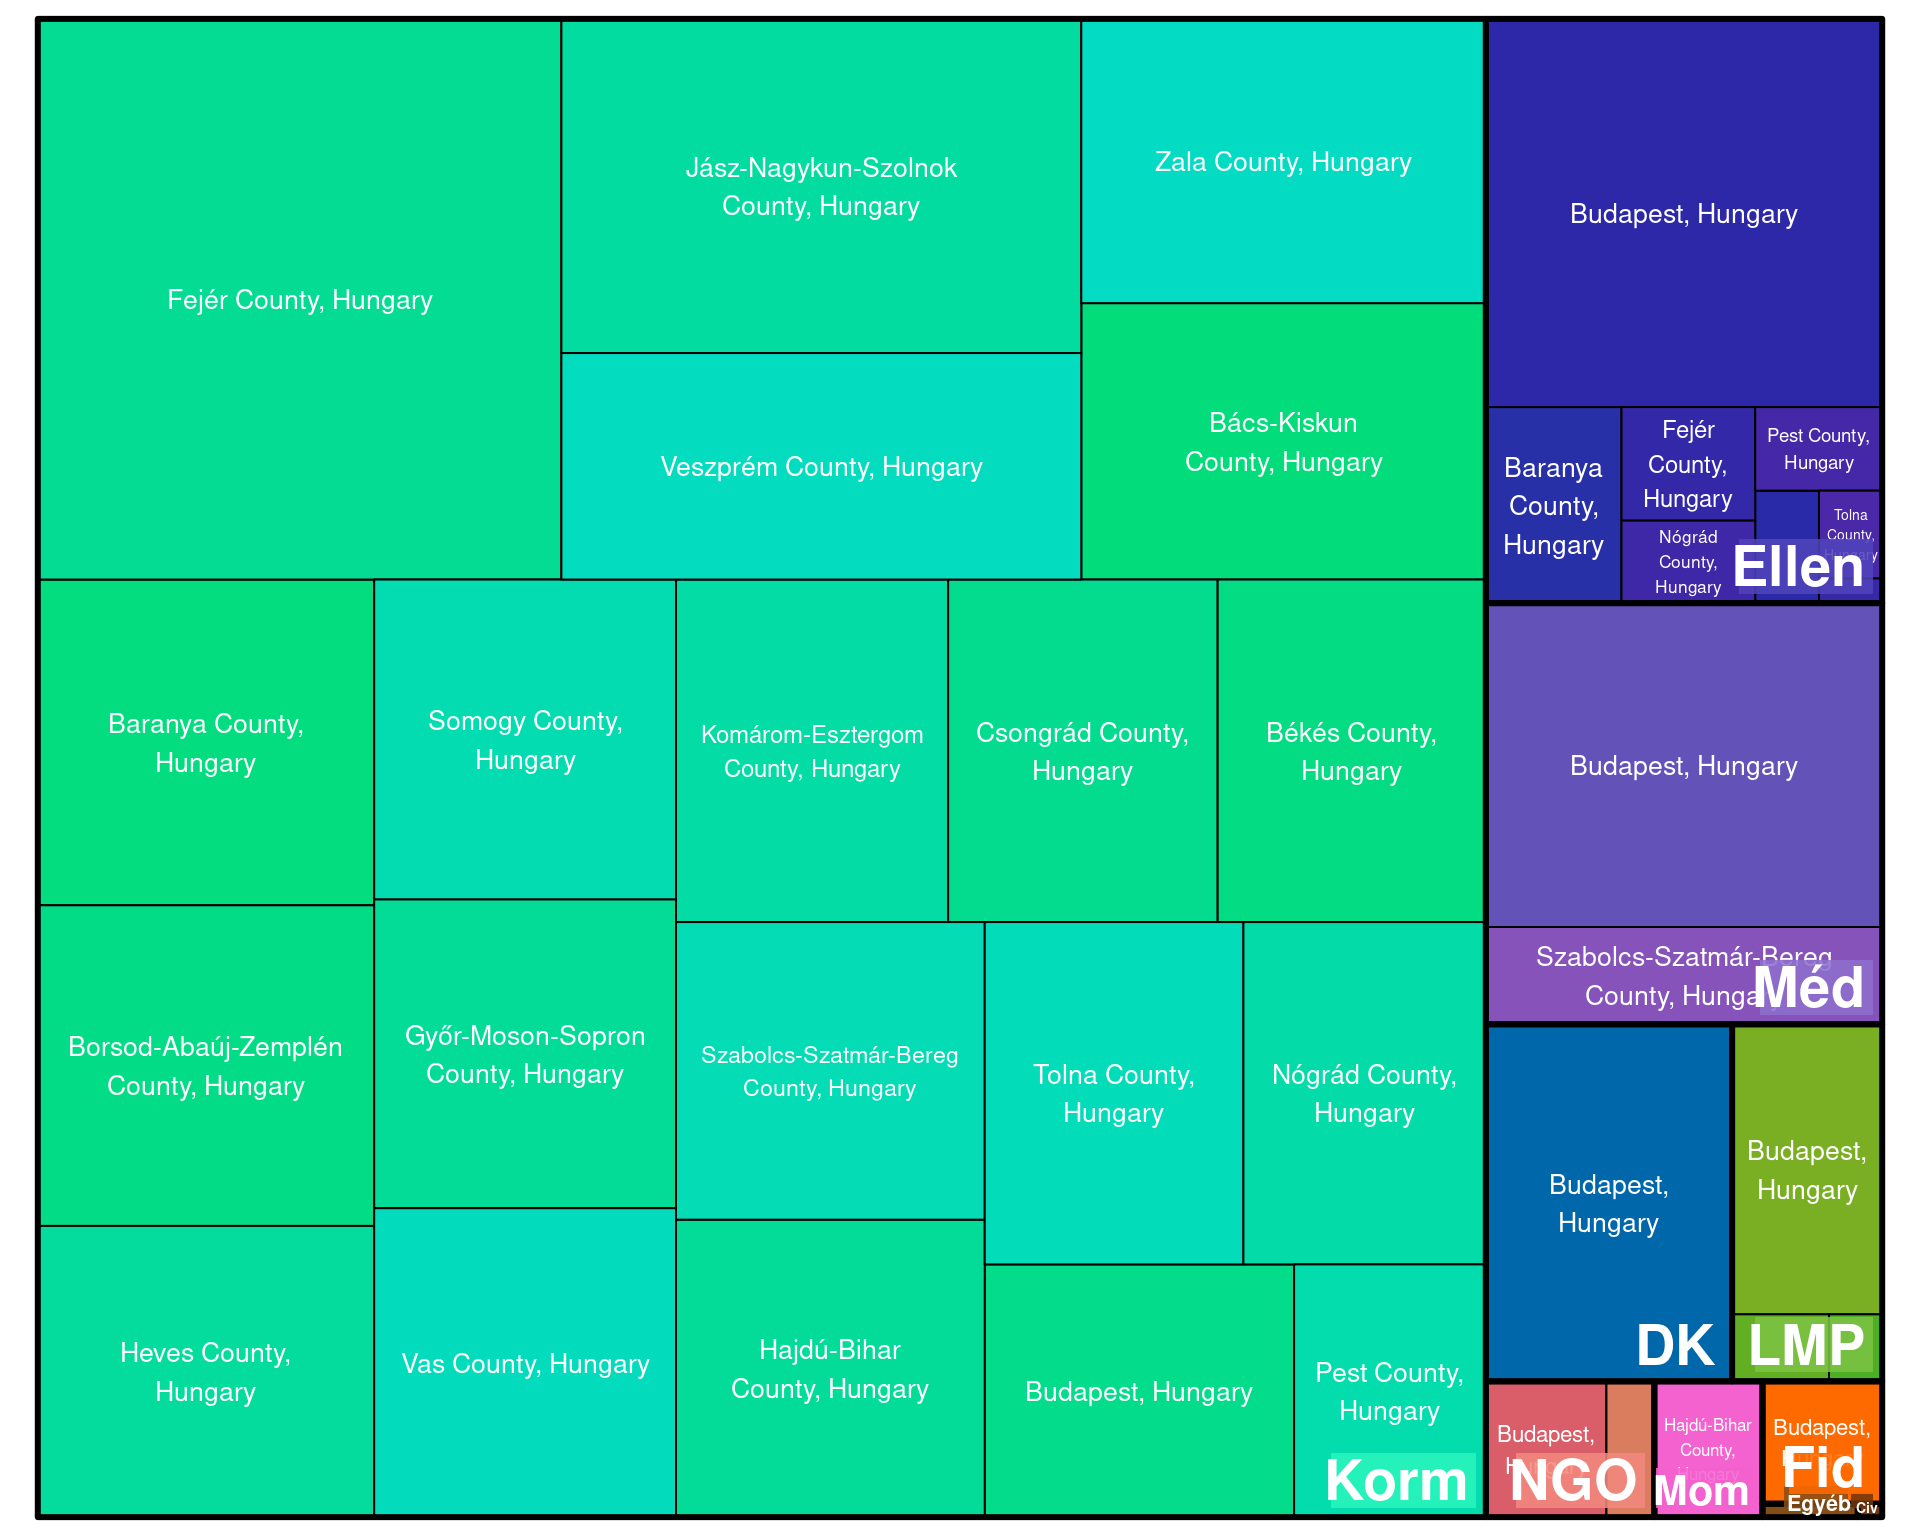 Fejér County, Hungary
Jász-Nagykun-Szolnok
County, Hungary
Zala County, Hungary
Veszprém County, Hungary
Bács-Kiskun
County, Hungary
Baranya County,
Hungary
Somogy County,
Hungary
Komárom-Esztergom
County, Hungary
Csongrád County,
Hungary
Békés County,
Hungary
Borsod-Abaúj-Zemplén
County, Hungary
Győr-Moson-Sopron
County, Hungary
Szabolcs-Szatmár-Bereg
County, Hungary
Tolna County,
Hungary
Nógrád County,
Hungary
Heves County,
Hungary
Vas County, Hungary
Hajdú-Bihar
County, Hungary
Budapest, Hungary
Pest County,
Hungary
Korm
Budapest, Hungary
Baranya
County,
Hungary
Fejér
County,
Hungary
Pest County,
Hungary
Nógrád
County,
Hungary
Tolna
County,
Hungary
Ellen
Budapest, Hungary
Szabolcs-Szatmár-Bereg
County, Hungary
Méd
Budapest,
Hungary
DK
Budapest,
Hungary
LMP
Budapest,
Hungary
NGO
Hajdú-Bihar
County,
Hungary
Mom
Budapest,
Fid
Egyéb
Civ